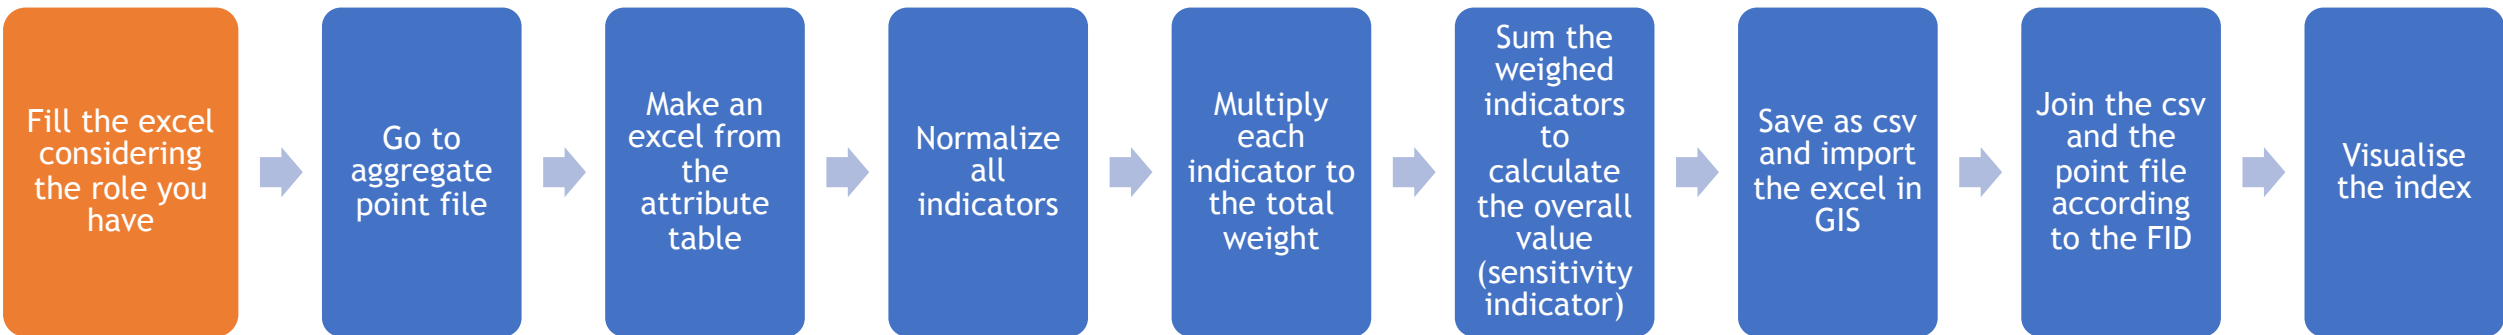 Fill the excel
considering
the role you
have
Go to
aggregate
point file
Make an
excel from
the
attribute
table
Normalize
all
indicators
Multiply
each
indicator to
the total
weight
Sum the
weighed
indicators
to
calculate
the overall
value
(sensitivity
indicator)
Save as csv
and import
the excel in
GIS
Join the csv
and the
point file
according
to the FID
Visualise
the index